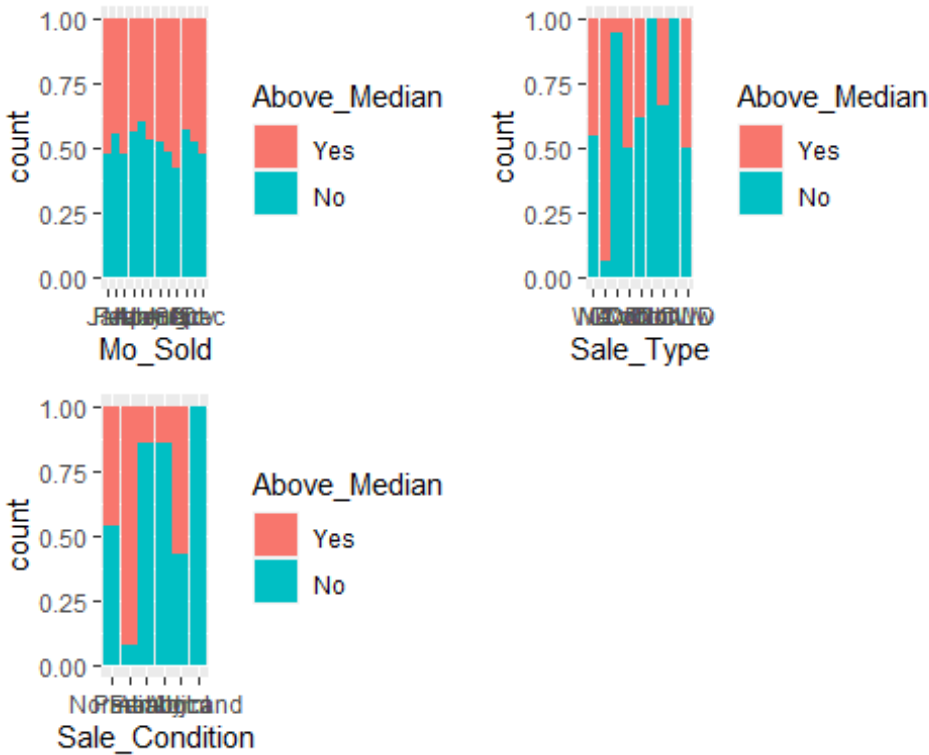 1.00
0.75
0.50
0.25
0.00
count
Mo_Sold
Above_Median
Yes
No
1.00
0.75
0.50
0.25
0.00
count
Sale_Type
Above_Median
Yes
No
1.00
0.75
0.50
0.25
0.00
count
Sale_Condition
Above_Median
Yes
No